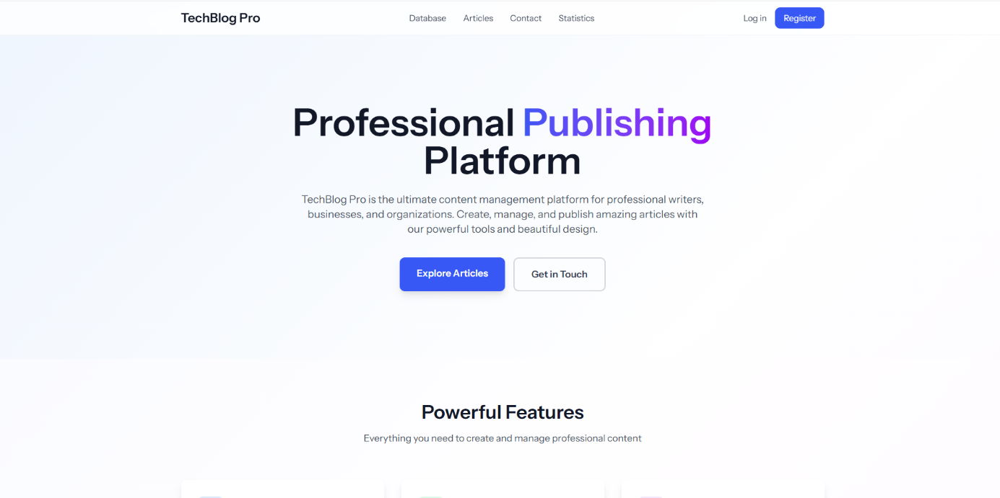 TechBlog Pro
Database
Articles
Contact
Statistics
Log in
Register
Professional Publishing
Platform
TechBlog Pro is the ultimate content management platform for professional writers,
businesses, and organizations. Create, manage, and publish amazing articles with
our powerful tools and beautiful design.
Explore Articles
Get in Touch
Powerful Features
Everything you need to create and manage professional content